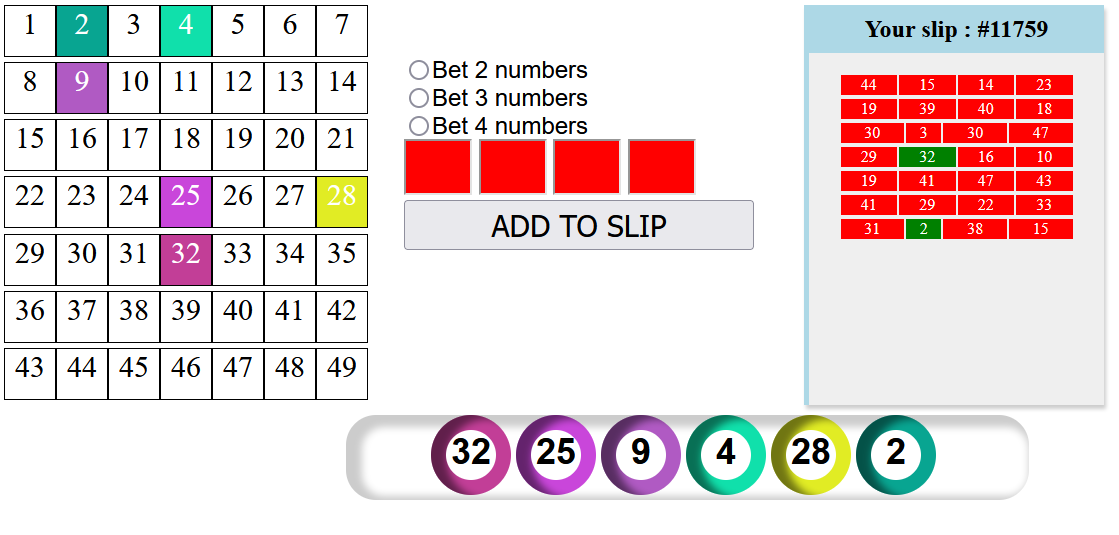 1 2 3 4 5 6 7
8 9 10 11 12 13 14
15 16 17 18 19 20 21
22 23 24 25 26 27 28
29 30 31 32 33 34 35
36 37 38 39 40 41 42
43 44 45 46 47 48 49
Bet 2 numbers
Bet 3 numbers
Bet 4 numbers
ADD TO SLIP
Your slip : #11759
44 15 14 23
19 39 40 18
30 3 30 47
29 32 16 10
19 41 47 43
41 29 22 33
31 2 38 15
32 25 9 4 28 2